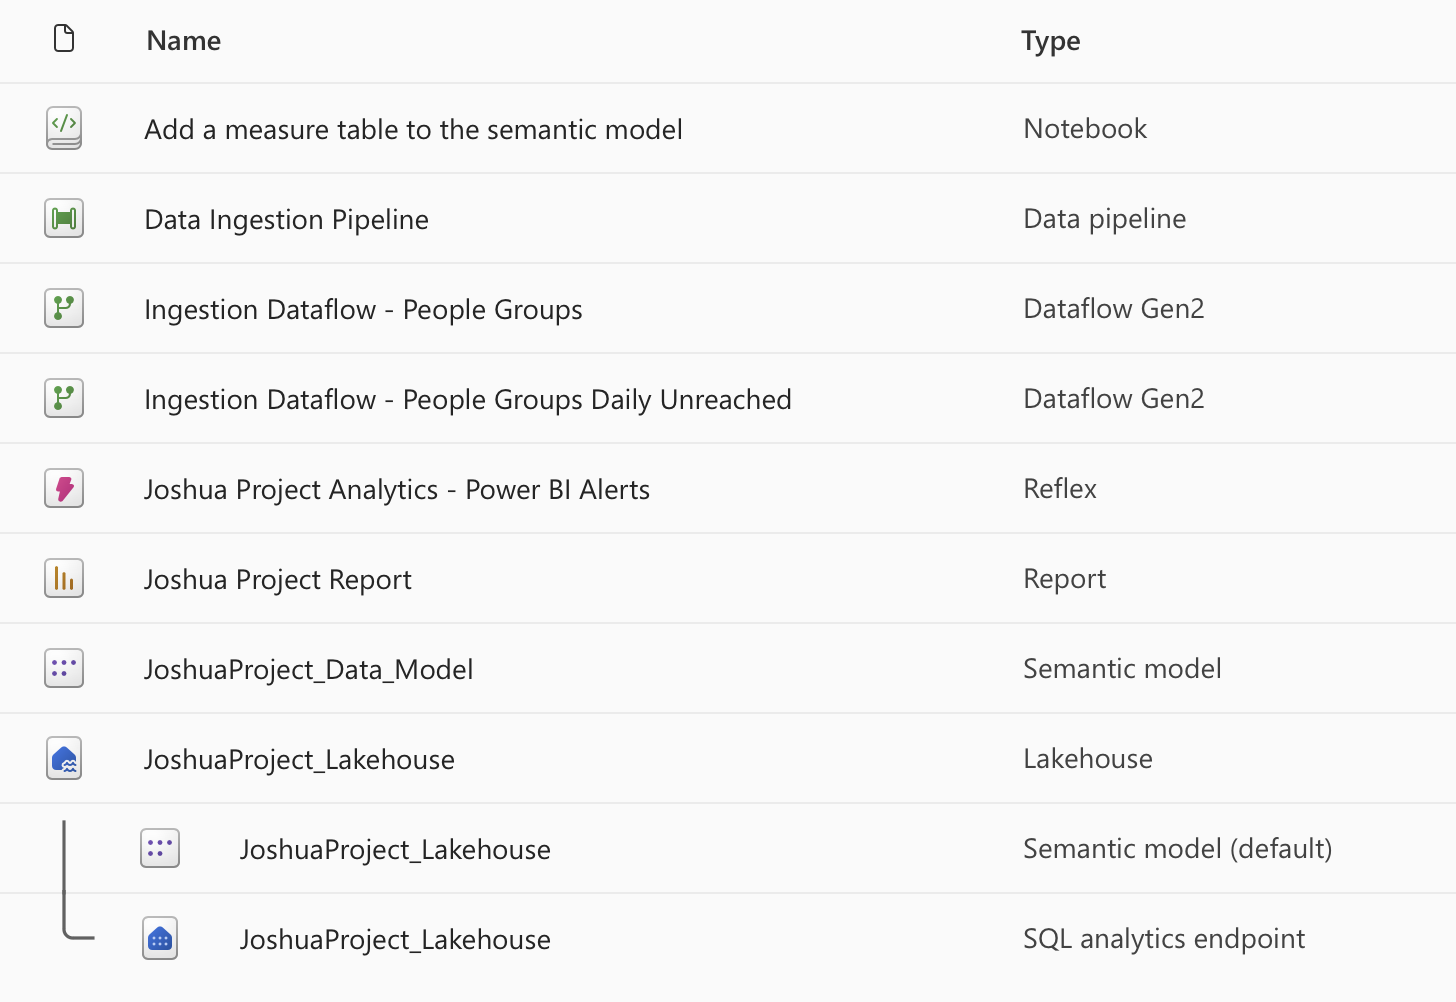 Name Type
Add a measure table to the semantic model Notebook
Data Ingestion Pipeline Data pipeline
Ingestion Dataflow - People Groups Dataflow Gen2
Ingestion Dataflow - People Groups Daily Unreached Dataflow Gen2
Joshua Project Analytics - Power BI Alerts Reflex
Joshua Project Report Report
JoshuaProject_Data_Model Semantic model
JoshuaProject_Lakehouse Lakehouse
JoshuaProject_Lakehouse Semantic model (default)
JoshuaProject_Lakehouse SQL analytics endpoint